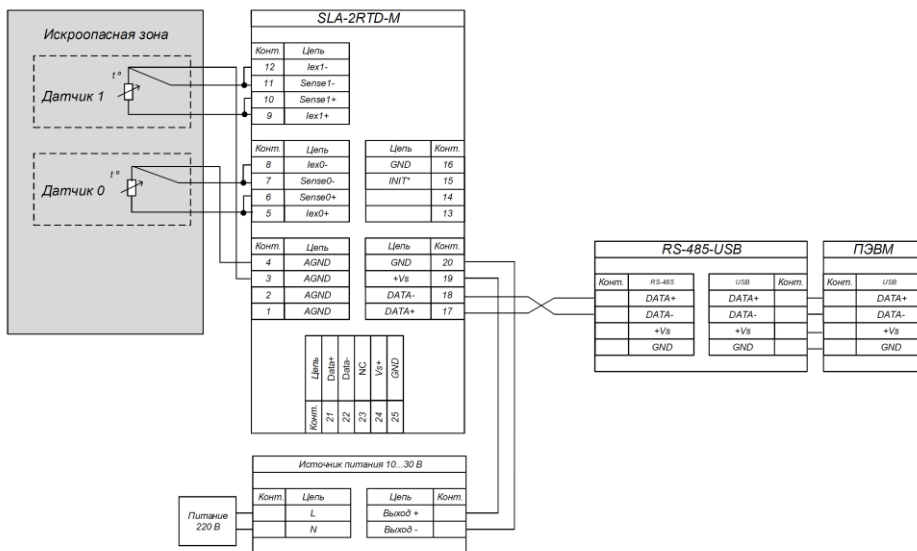 SLA-2RTD-M
Искроопасная зона
Конт. Цепь
12 Iex1-
11 Sense1-
10 Sense1+
9 Iex1+
t°
Датчик 1
Конт. Цепь
8 Iex0-
7 Sense0-
6 Sense0+
5 Iex0+
Цепь Конт.
GND 16
INIT* 15
14
13
t°
Датчик 0
Конт. Цепь
4 AGND
3 AGND
2 AGND
1 AGND
Цепь Конт.
GND 20
+Vs 19
DATA- 18
DATA+ 17
RS-485-USB
Конт. RS-485
DATA+
DATA-
+Vs
GND
USB Конт.
DATA+
DATA-
+Vs
GND
ПЭВМ
Конт. USB
DATA+
DATA-
+Vs
GND
Цепь Data+ Data- NC Vs+ GND
Конт. 21 22 23 24 25
Источник питания 10...30 В
Конт. Цепь
L
N
Цепь Конт.
Выход +
Выход -
Питание
220 В